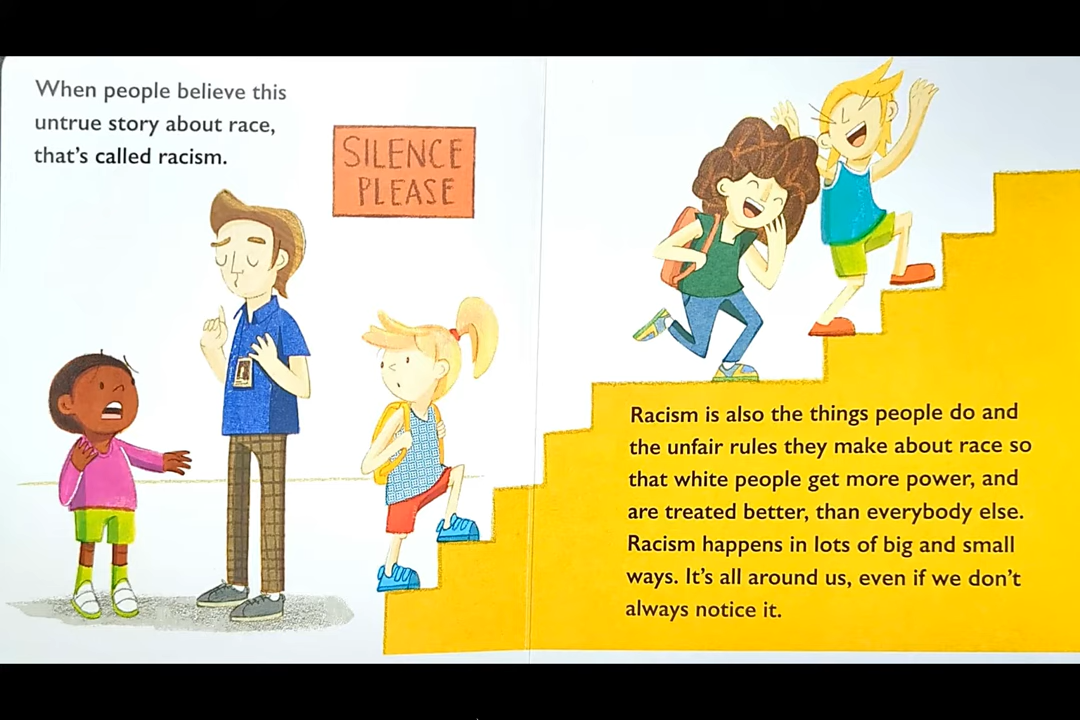 When people believe this
untrue story about race,
that's called racism.
SILENCE
PLEASE
Racism is also the things people do and
the unfair rules they make about race so
that white people get more power, and
are treated better, than everybody else.
Racism happens in lots of big and small
ways. It's all around us, even if we don't
always notice it.